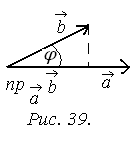 b⃗
φ
пр a⃗ b⃗ a⃗
Рис. 39.